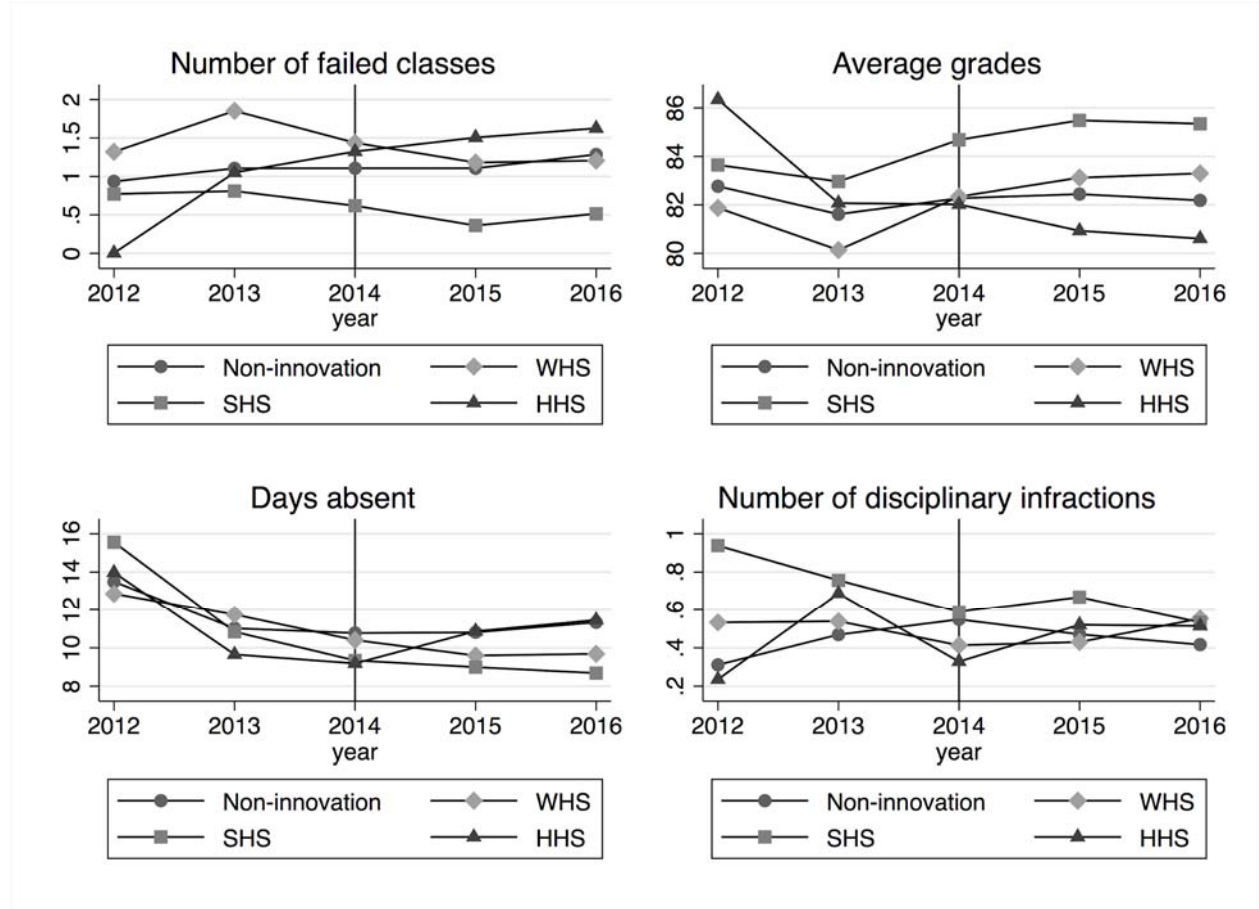 Number of failed classes
2
1.5
1
.5
0
2012 2013 2014 2015 2016
year
Non-innovation WHS
SHS HHS
Average grades
86
84
82
80
2012 2013 2014 2015 2016
year
Non-innovation WHS
SHS HHS
Days absent
16
14
12
10
8
2012 2013 2014 2015 2016
year
Non-innovation WHS
SHS HHS
Number of disciplinary infractions
1
.8
.6
.4
.2
2012 2013 2014 2015 2016
year
Non-innovation WHS
SHS HHS